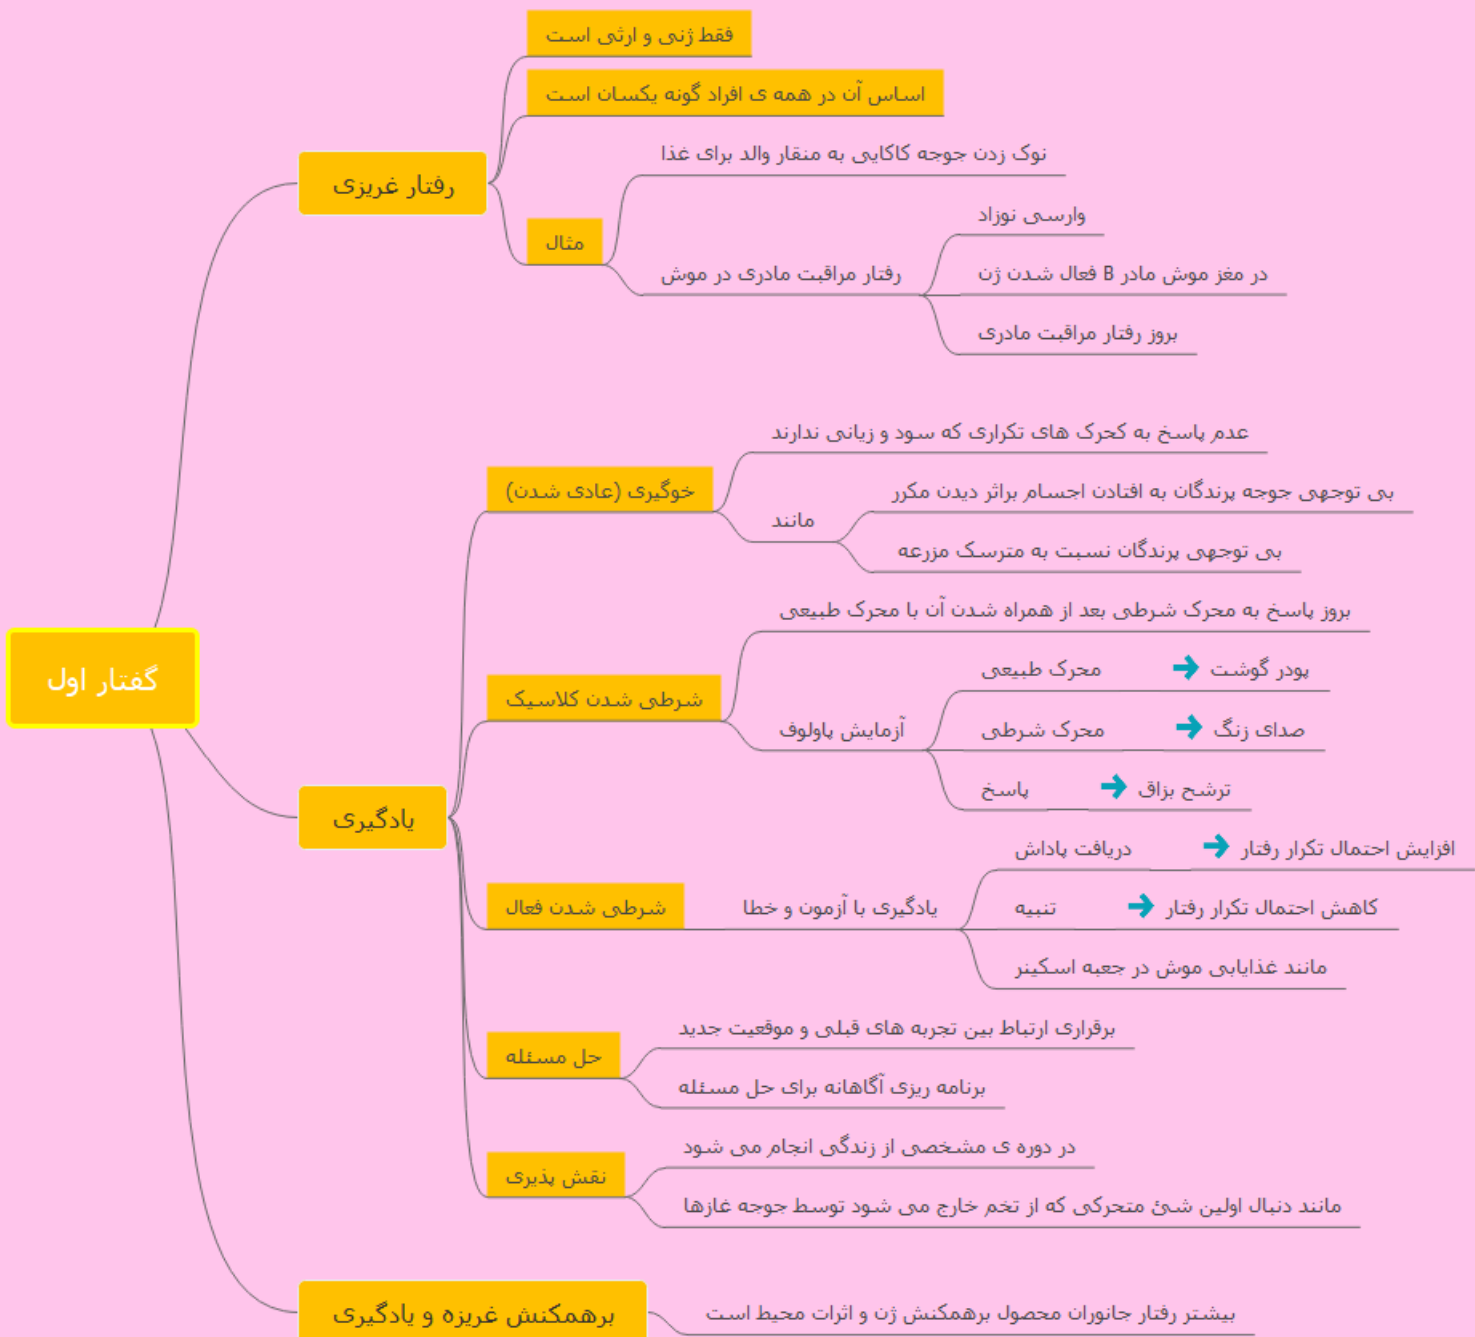 گفتار اول
رفتار غریزی
فقط ژنی و ارثی است
اساس آن در همه ی افراد گونه یکسان است
مثال
نوک زدن جوجه کاکایی به منقار والد برای غذا
رفتار مراقبت مادری در موش
وارسی نوزاد
در مغز موش مادر B فعال شدن ژن
بروز رفتار مراقبت مادری
یادگیری
خوگیری (عادی شدن)
عدم پاسخ به کحرک های تکراری که سود و زیانی ندارند
مانند
بی توجهی جوجه پرندگان به افتادن اجسام براثر دیدن مکرر
بی توجهی پرندگان نسبت به مترسک مزرعه
شرطی شدن کلاسیک
بروز پاسخ به محرک شرطی بعد از همراه شدن آن با محرک طبیعی
آزمایش پاولوف
محرک طبیعی ➔ پودر گوشت
محرک شرطی ➔ صدای زنگ
پاسخ ➔ ترشح بزاق
شرطی شدن فعال
یادگیری با آزمون و خطا
دریافت پاداش ➔ افزایش احتمال تکرار رفتار
تنبیه ➔ کاهش احتمال تکرار رفتار
مانند غذایابی موش در جعبه اسکینر
حل مسئله
برقراری ارتباط بین تجربه های قبلی و موقعیت جدید
برنامه ریزی آگاهانه برای حل مسئله
نقش پذیری
در دوره ی مشخصی از زندگی انجام می شود
مانند دنبال اولین شئ متحرکی که از تخم خارج می شود توسط جوجه غازها
برهمکنش غریزه و یادگیری
بیشتر رفتار جانوران محصول برهمکنش ژن و اثرات محیط است